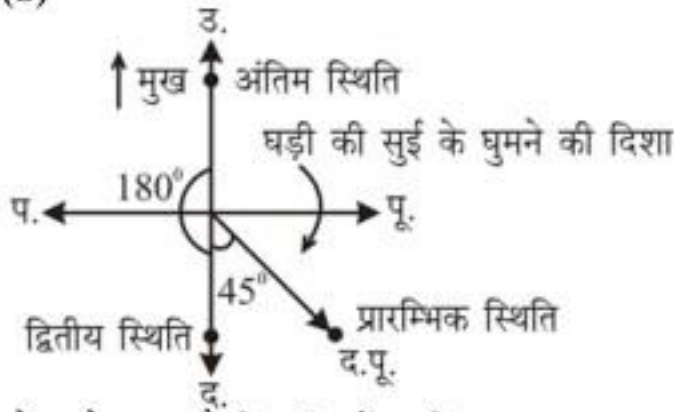 उ.
मुख अंतिम स्थिति
घड़ी की सुई के घुमने की दिशा
180°
प. पू.
45°
द्वितीय स्थिति प्रारम्भिक स्थिति
द.पू.
द.